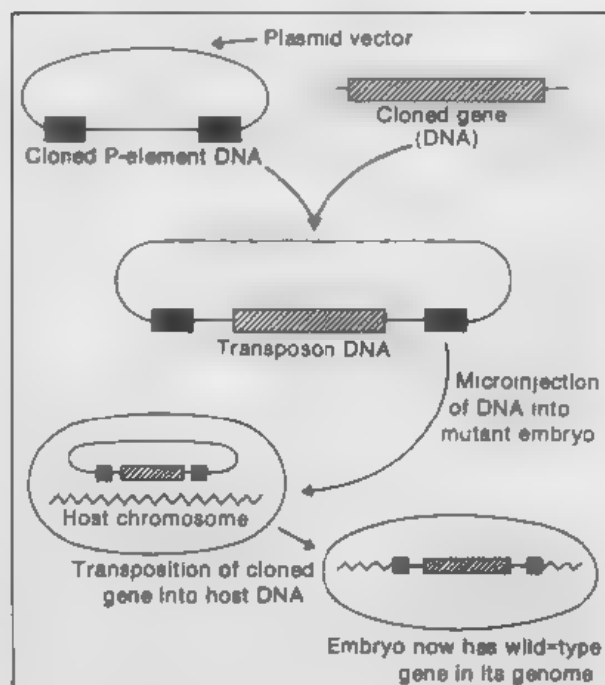 Plasmid vector
Cloned gene
(DNA)
Cloned P-element DNA
Transposon DNA
Microinjection
of DNA into
mutant embryo
Host chromosome
Transposition of cloned
gene into host DNA
Embryo now has wild-type
gene in its genome